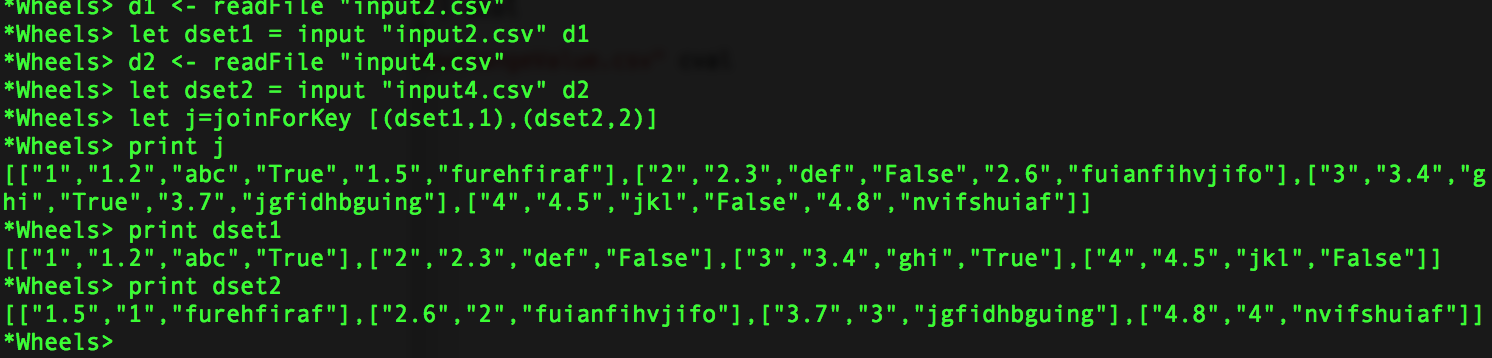 *Wheels> d1 <- readFile "input2.csv"
*Wheels> let dset1 = input "input2.csv" d1
*Wheels> d2 <- readFile "input4.csv"
*Wheels> let dset2 = input "input4.csv" d2
*Wheels> let j=joinForKey [(dset1,1),(dset2,2)]
*Wheels> print j
[["1","1.2","abc","True","1.5","furehfiraf"],["2","2.3","def","False","2.6","fuianfihvjifo"],["3","3.4","g
hi","True","3.7","jgfidhbguing"],["4","4.5","jkl","False","4.8","nvifshuiaf"]]
*Wheels> print dset1
[["1","1.2","abc","True"],["2","2.3","def","False"],["3","3.4","ghi","True"],["4","4.5","jkl","False"]]
*Wheels> print dset2
[["1.5","1","furehfiraf"],["2.6","2","fuianfihvjifo"],["3.7","3","jgfidhbguing"],["4.8","4","nvifshuiaf"]]
*Wheels>